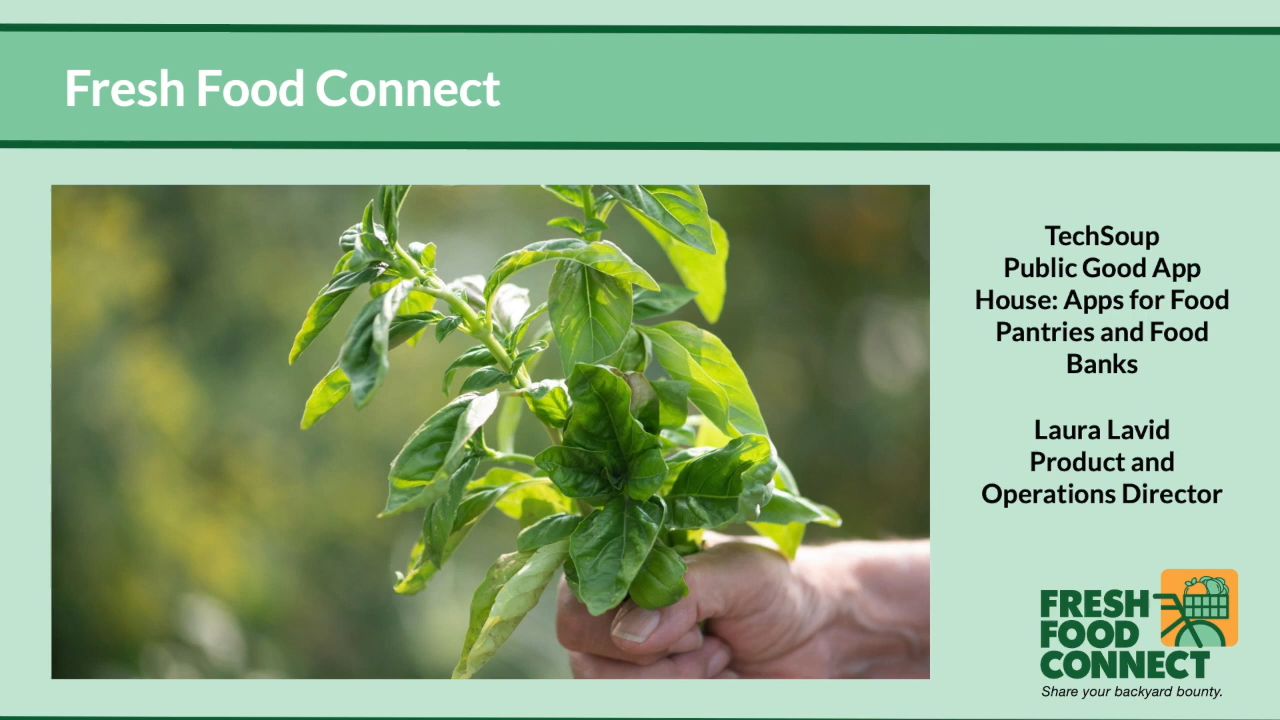 Fresh Food Connect
TechSoup
Public Good App
House: Apps for Food
Pantries and Food
Banks
Laura Lavid
Product and
Operations Director
FRESH
FOOD
CONNECT
Share your backyard bounty.